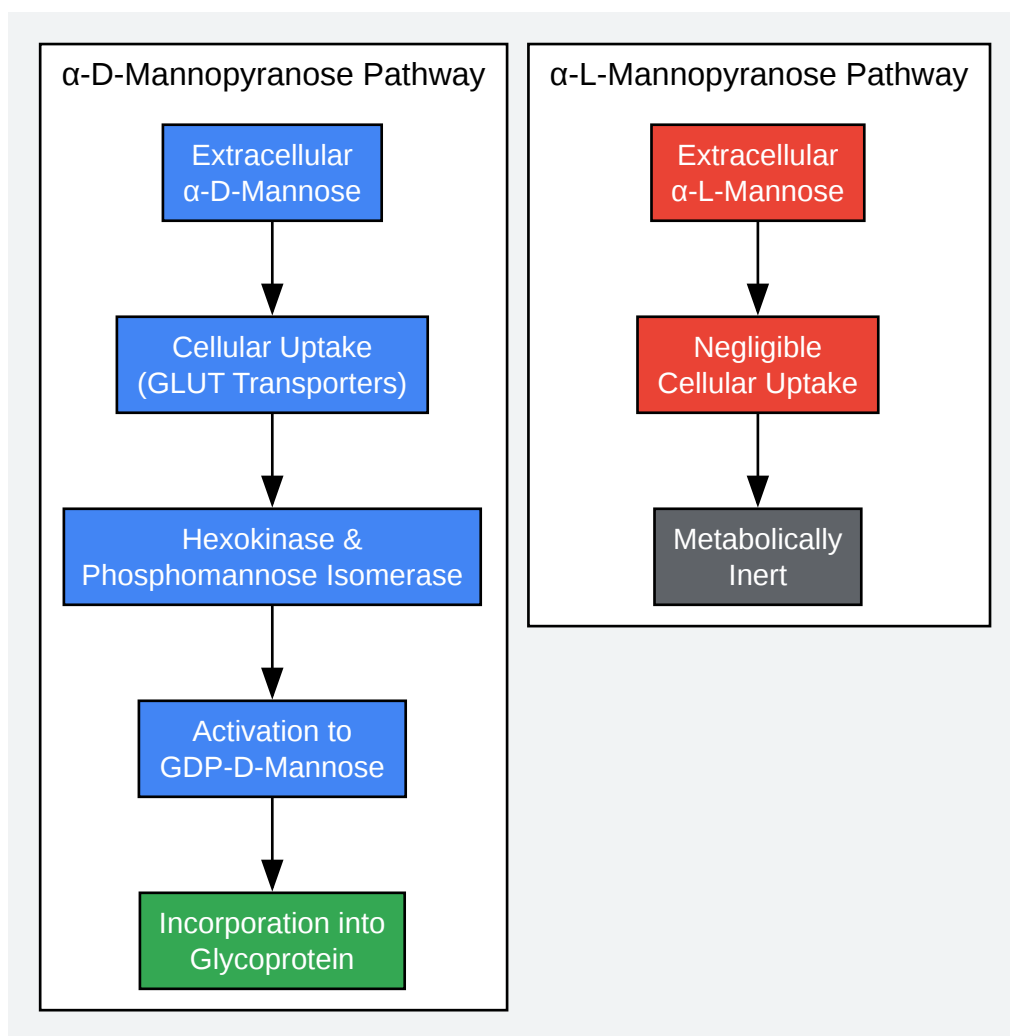 α-D-Mannopyranose Pathway
Extracellular
α-D-Mannose
Cellular Uptake
(GLUT Transporters)
Hexokinase &
Phosphomannose Isomerase
Activation to
GDP-D-Mannose
Incorporation into
Glycoprotein
α-L-Mannopyranose Pathway
Extracellular
α-L-Mannose
Negligible
Cellular Uptake
Metabolically
Inert